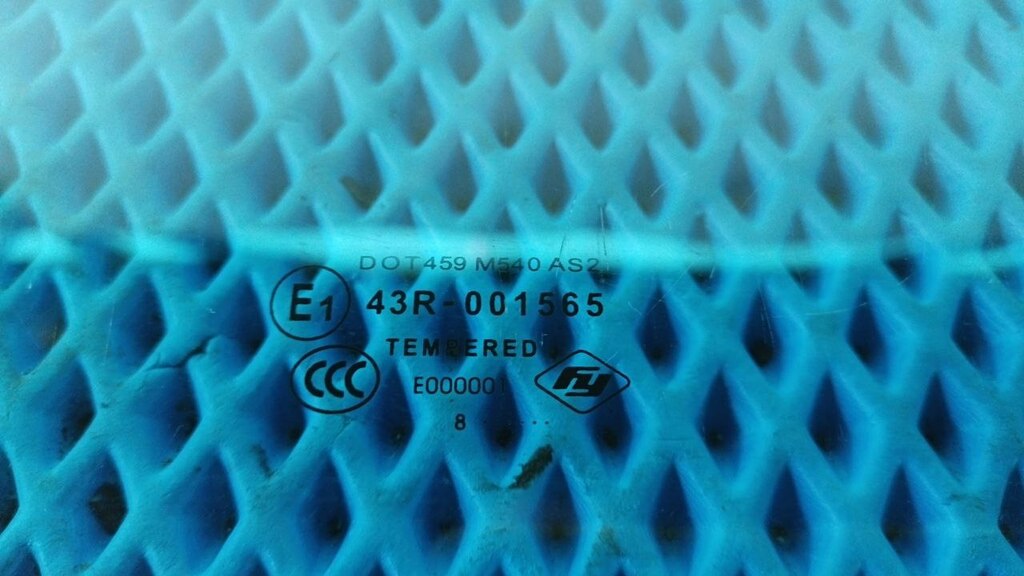 DOT459 M540 AS2
E1 43R-001565
TEMPERED
CCC E000001 FY
8 ·····